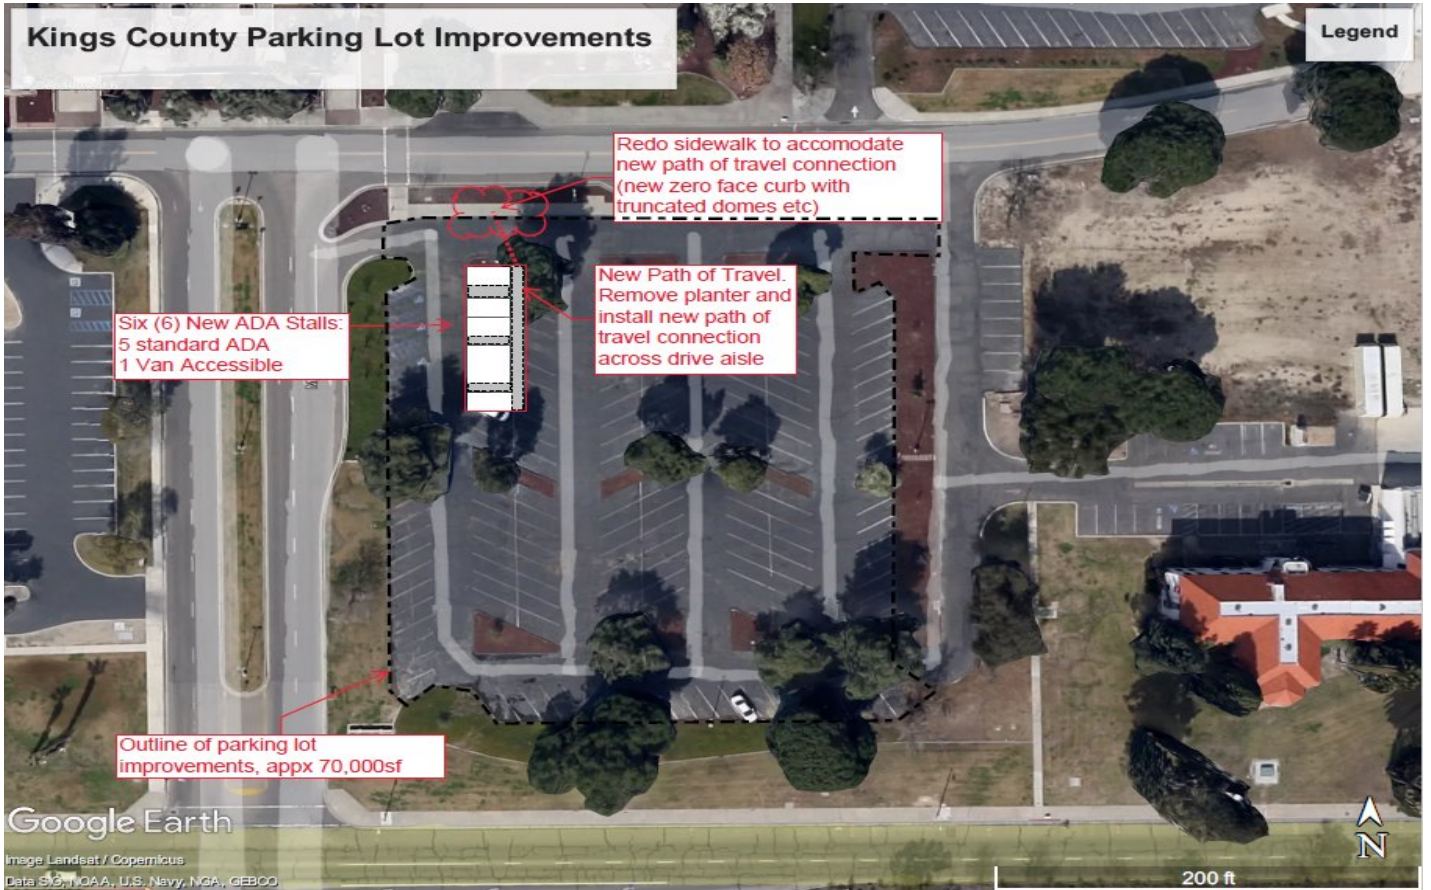 Kings County Parking Lot Improvements
Legend
Redo sidewalk to accomodate
new path of travel connection
(new zero face curb with
truncated domes etc)
New Path of Travel.
Remove planter and
install new path of
travel connection
across drive aisle
Six (6) New ADA Stalls:
5 standard ADA
1 Van Accessible
Outline of parking lot
improvements, appx 70,000sf
Google Earth
Image Landsat / Copernicus
Data SIO, NOAA, U.S. Navy, NGA, GEBCO
N
200 ft